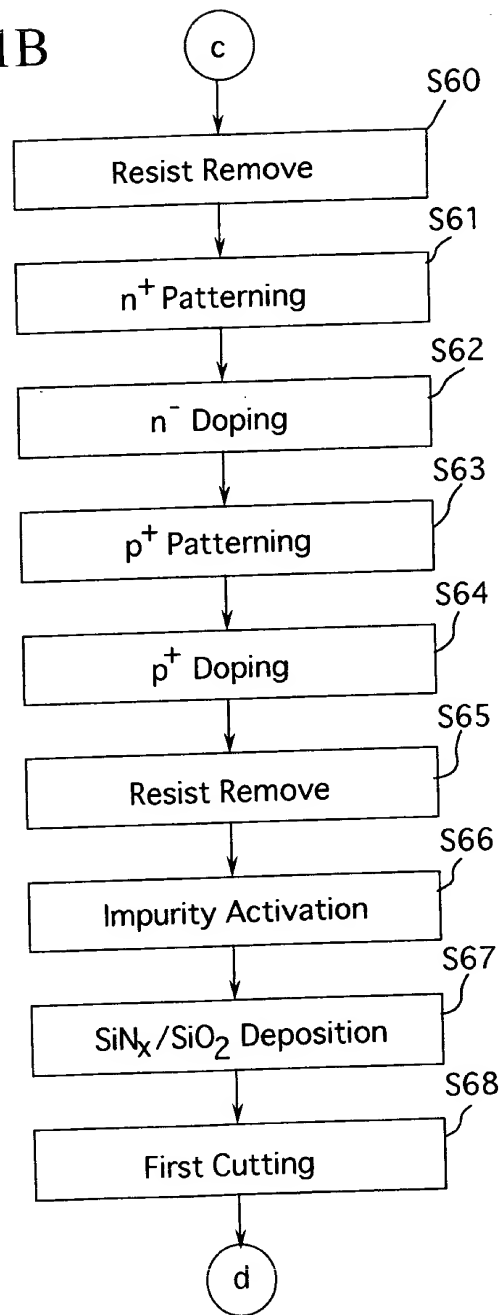 1B
c
S60
Resist Remove
S61
n⁺ Patterning
S62
n⁻ Doping
S63
p⁺ Patterning
S64
p⁺ Doping
S65
Resist Remove
S66
Impurity Activation
S67
SiNₓ/SiO₂ Deposition
S68
First Cutting
d